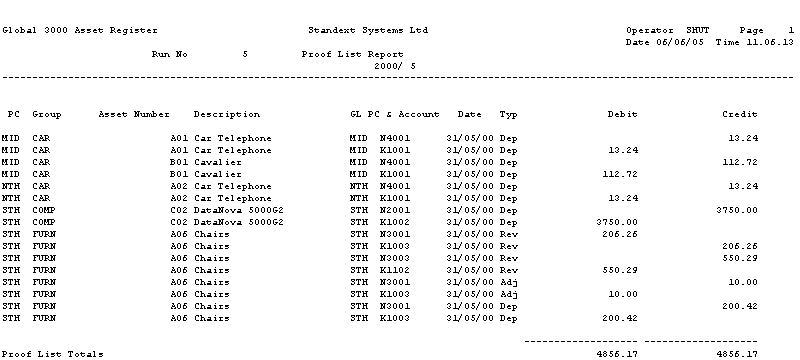 Global 3000 Asset Register Standext Systems Ltd Operator SHUT Page 1
Date 06/06/05 Time 11.06.13
Run No 5 Proof List Report
2000/ 5
PC Group Asset Number Description GL PC & Account Date Typ Debit Credit
MID CAR A01 Car Telephone MID N4001 31/05/00 Dep 13.24
MID CAR A01 Car Telephone MID K1001 31/05/00 Dep 13.24
MID CAR B01 Cavalier MID N4001 31/05/00 Dep 112.72
MID CAR B01 Cavalier MID K1001 31/05/00 Dep 112.72
NTH CAR A02 Car Telephone NTH N4001 31/05/00 Dep 13.24
NTH CAR A02 Car Telephone NTH K1001 31/05/00 Dep 13.24
STH COMP C02 DataNova 5000G2 STH N2001 31/05/00 Dep 3750.00
STH COMP C02 DataNova 5000G2 STH K1002 31/05/00 Dep 3750.00
STH FURN A06 Chairs STH N3001 31/05/00 Rev 206.26
STH FURN A06 Chairs STH K1003 31/05/00 Rev 206.26
STH FURN A06 Chairs STH N3003 31/05/00 Rev 550.29
STH FURN A06 Chairs STH K1102 31/05/00 Rev 550.29
STH FURN A06 Chairs STH N3001 31/05/00 Adj 10.00
STH FURN A06 Chairs STH K1003 31/05/00 Adj 10.00
STH FURN A06 Chairs STH N3001 31/05/00 Dep 200.42
STH FURN A06 Chairs STH K1003 31/05/00 Dep 200.42
Proof List Totals 4856.17 4856.17